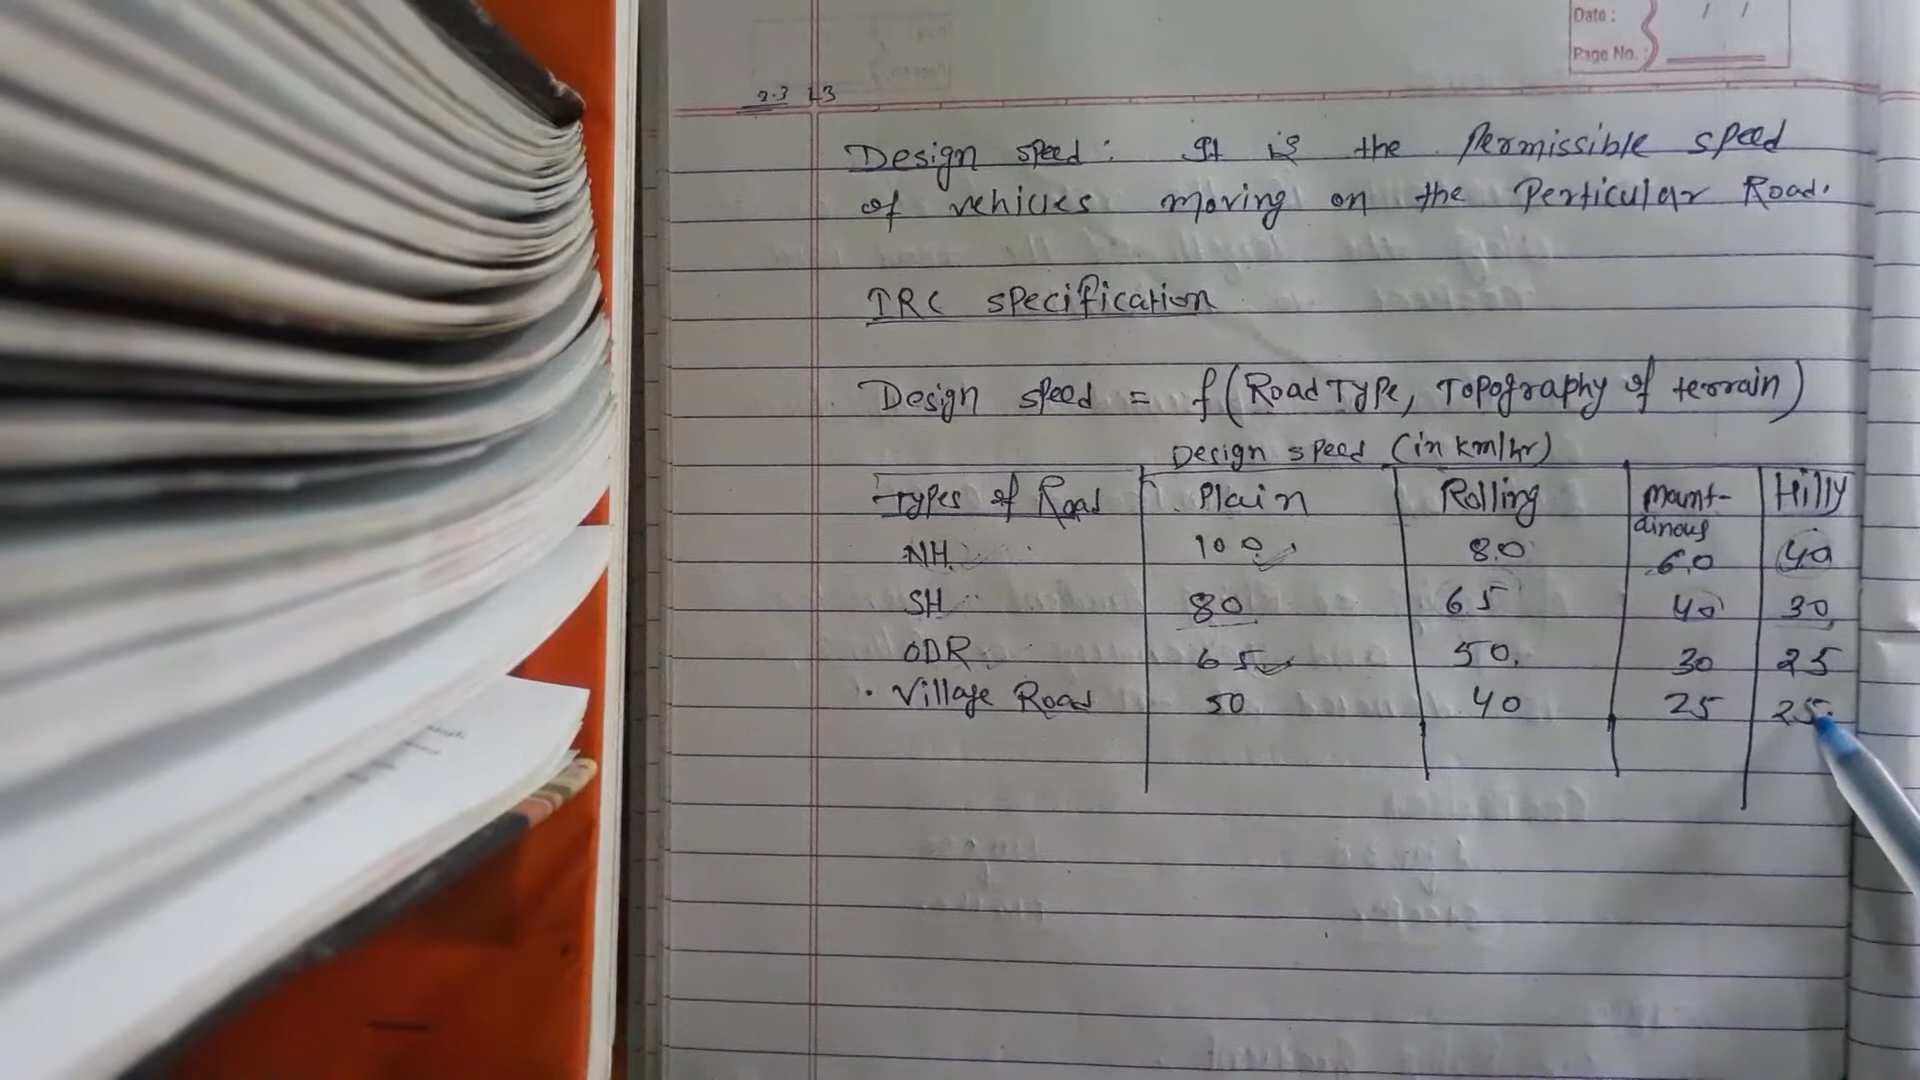 Date : / /
Page No. :
2.3 L3
Design speed : It is the Permissible speed
of vehicles moving on the Perticular Road.
IRC specification
Design speed = f (Road Type, Topography of terrain)
Design speed (in km/hr)
Types of Road Plain Rolling mount- Hilly
ainous
NH 100 80 60 40
SH 80 65 40 30
ODR 65 50 30 25
Village Road 50 40 25 25